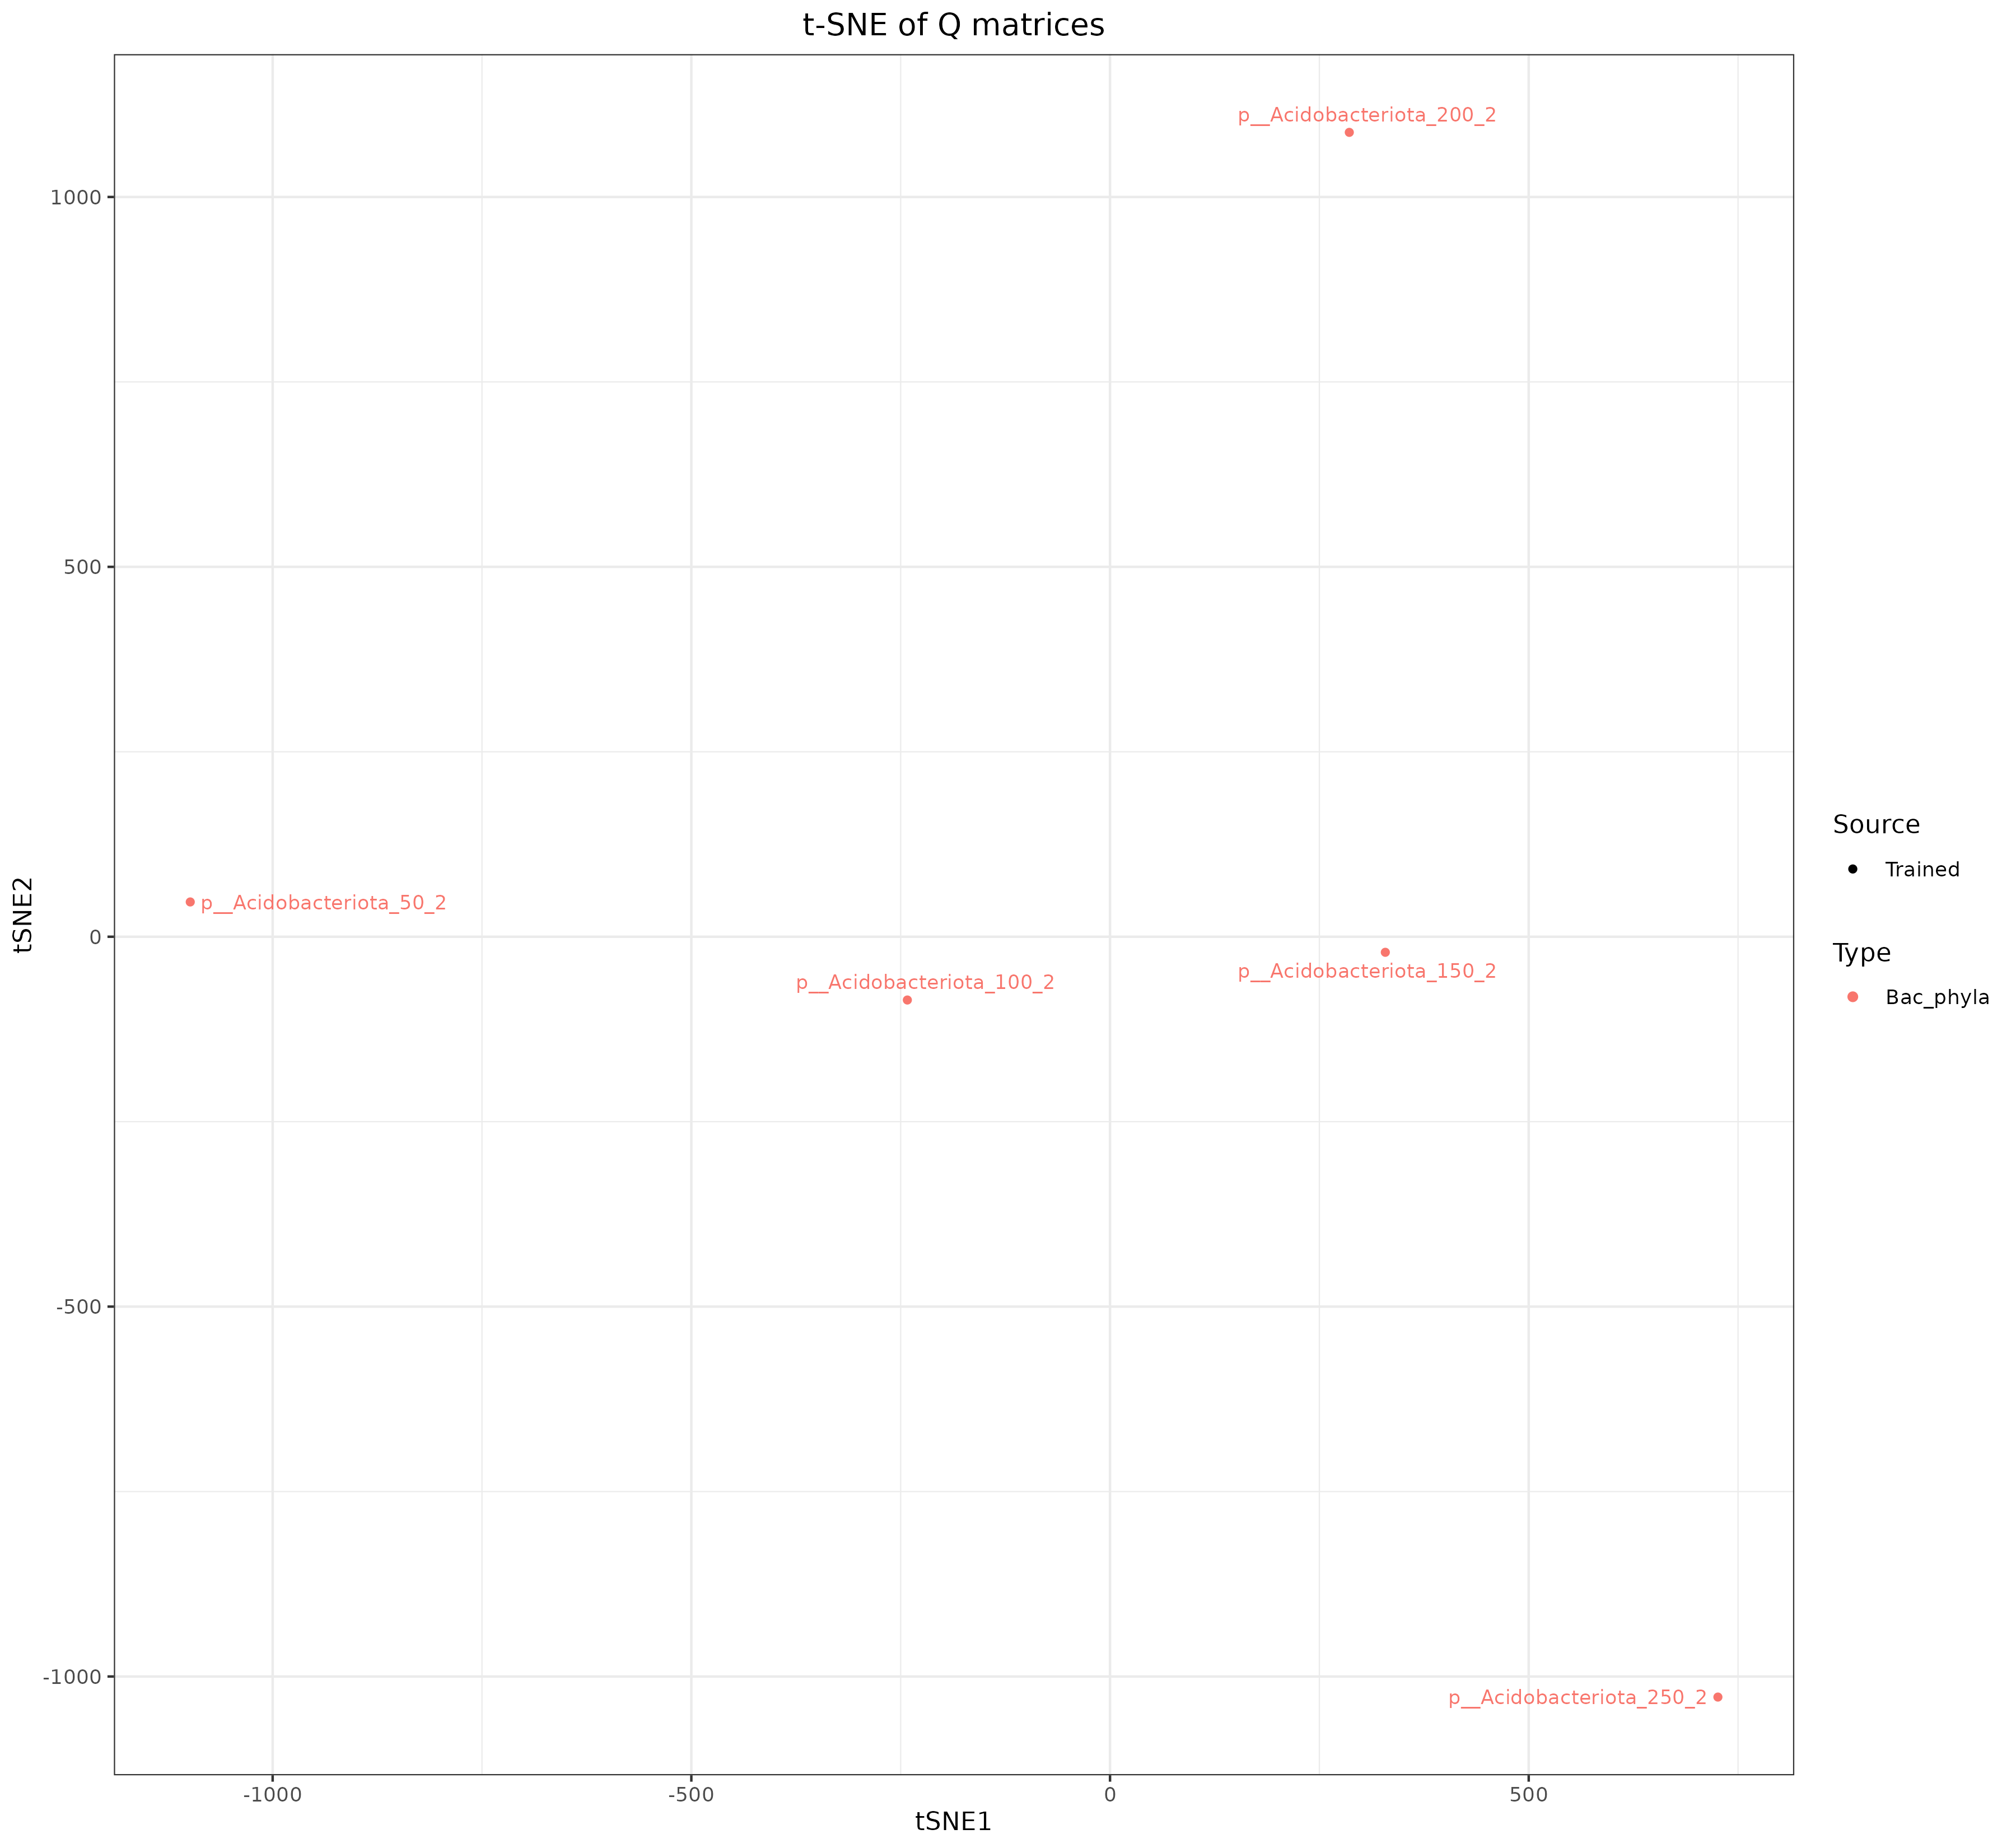 t-SNE of Q matrices
p__Acidobacteriota_200_2
1000
500
p__Acidobacteriota_50_2
0
p__Acidobacteriota_150_2
p__Acidobacteriota_100_2
-500
-1000
p__Acidobacteriota_250_2
-1000
-500
0
500
tSNE1
tSNE2
Source
Trained
Type
Bac_phyla